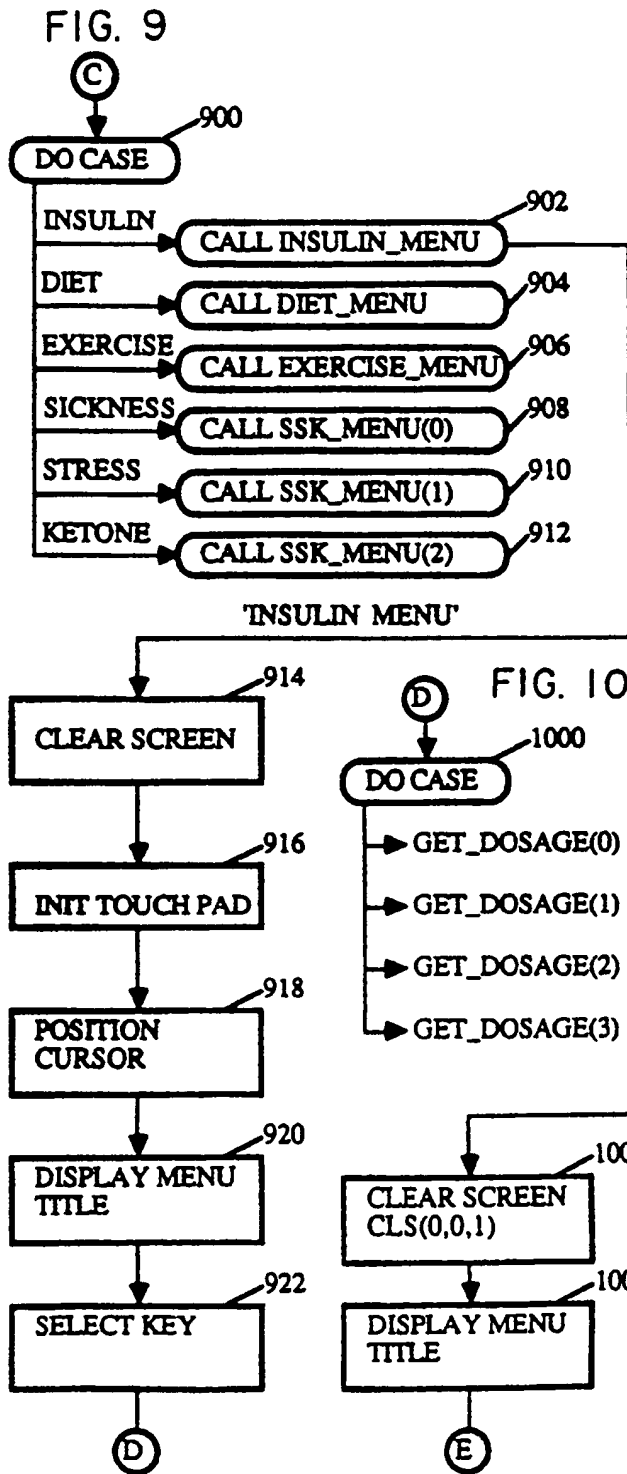 FIG. 9
C
900
DO CASE
INSULIN
902
CALL INSULIN_MENU
DIET
904
CALL DIET_MENU
EXERCISE
906
CALL EXERCISE_MENU
SICKNESS
908
CALL SSK_MENU(0)
STRESS
910
CALL SSK_MENU(1)
KETONE
912
CALL SSK_MENU(2)
'INSULIN MENU'
914
CLEAR SCREEN
916
INIT TOUCH PAD
918
POSITION
CURSOR
920
DISPLAY MENU
TITLE
922
SELECT KEY
D
FIG. 10
D
1000
DO CASE
GET_DOSAGE(0)
GET_DOSAGE(1)
GET_DOSAGE(2)
GET_DOSAGE(3)
CLEAR SCREEN
CLS(0,0,1)
DISPLAY MENU
TITLE
E